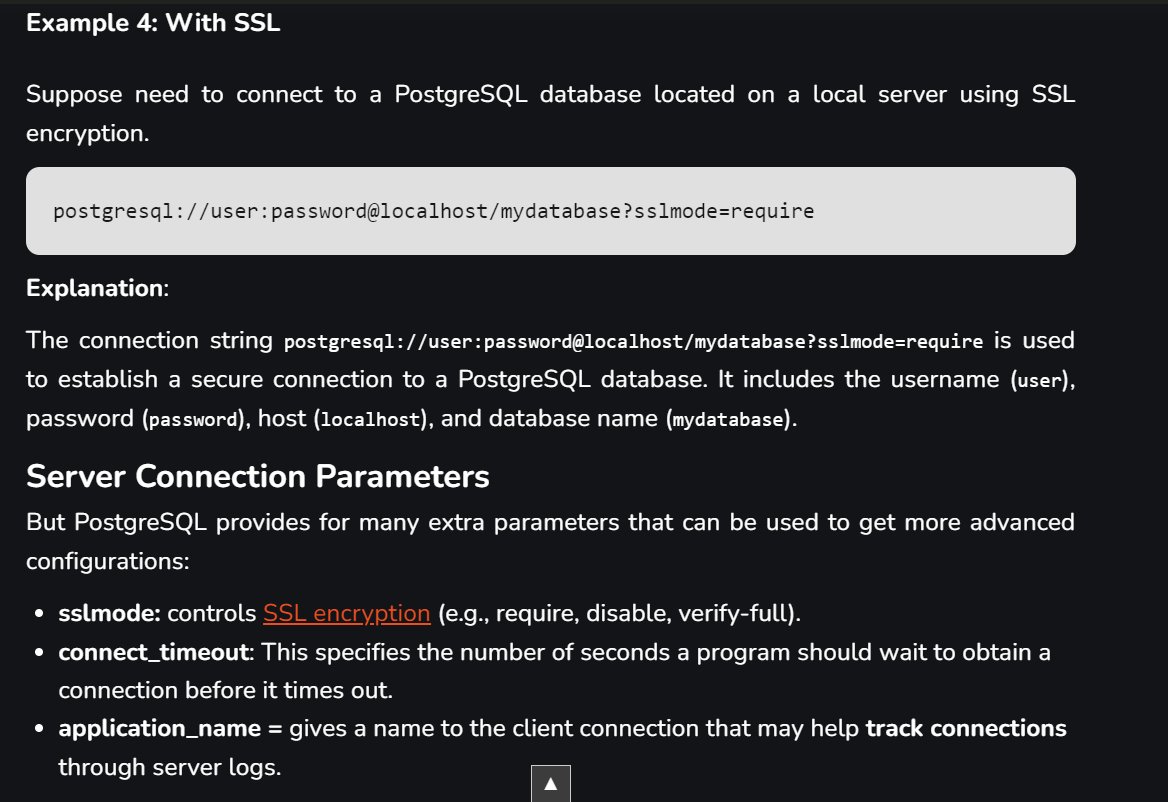 Example 4: With SSL
Suppose need to connect to a PostgreSQL database located on a local server using SSL
encryption.
postgresql://user:password@localhost/mydatabase?sslmode=require
Explanation:
The connection string postgresql://user:password@localhost/mydatabase?sslmode=require is used
to establish a secure connection to a PostgreSQL database. It includes the username (user),
password (password), host (localhost), and database name (mydatabase).
Server Connection Parameters
But PostgreSQL provides for many extra parameters that can be used to get more advanced
configurations:
• sslmode: controls SSL encryption (e.g., require, disable, verify-full).
• connect_timeout: This specifies the number of seconds a program should wait to obtain a
connection before it times out.
• application_name = gives a name to the client connection that may help track connections
through server logs.